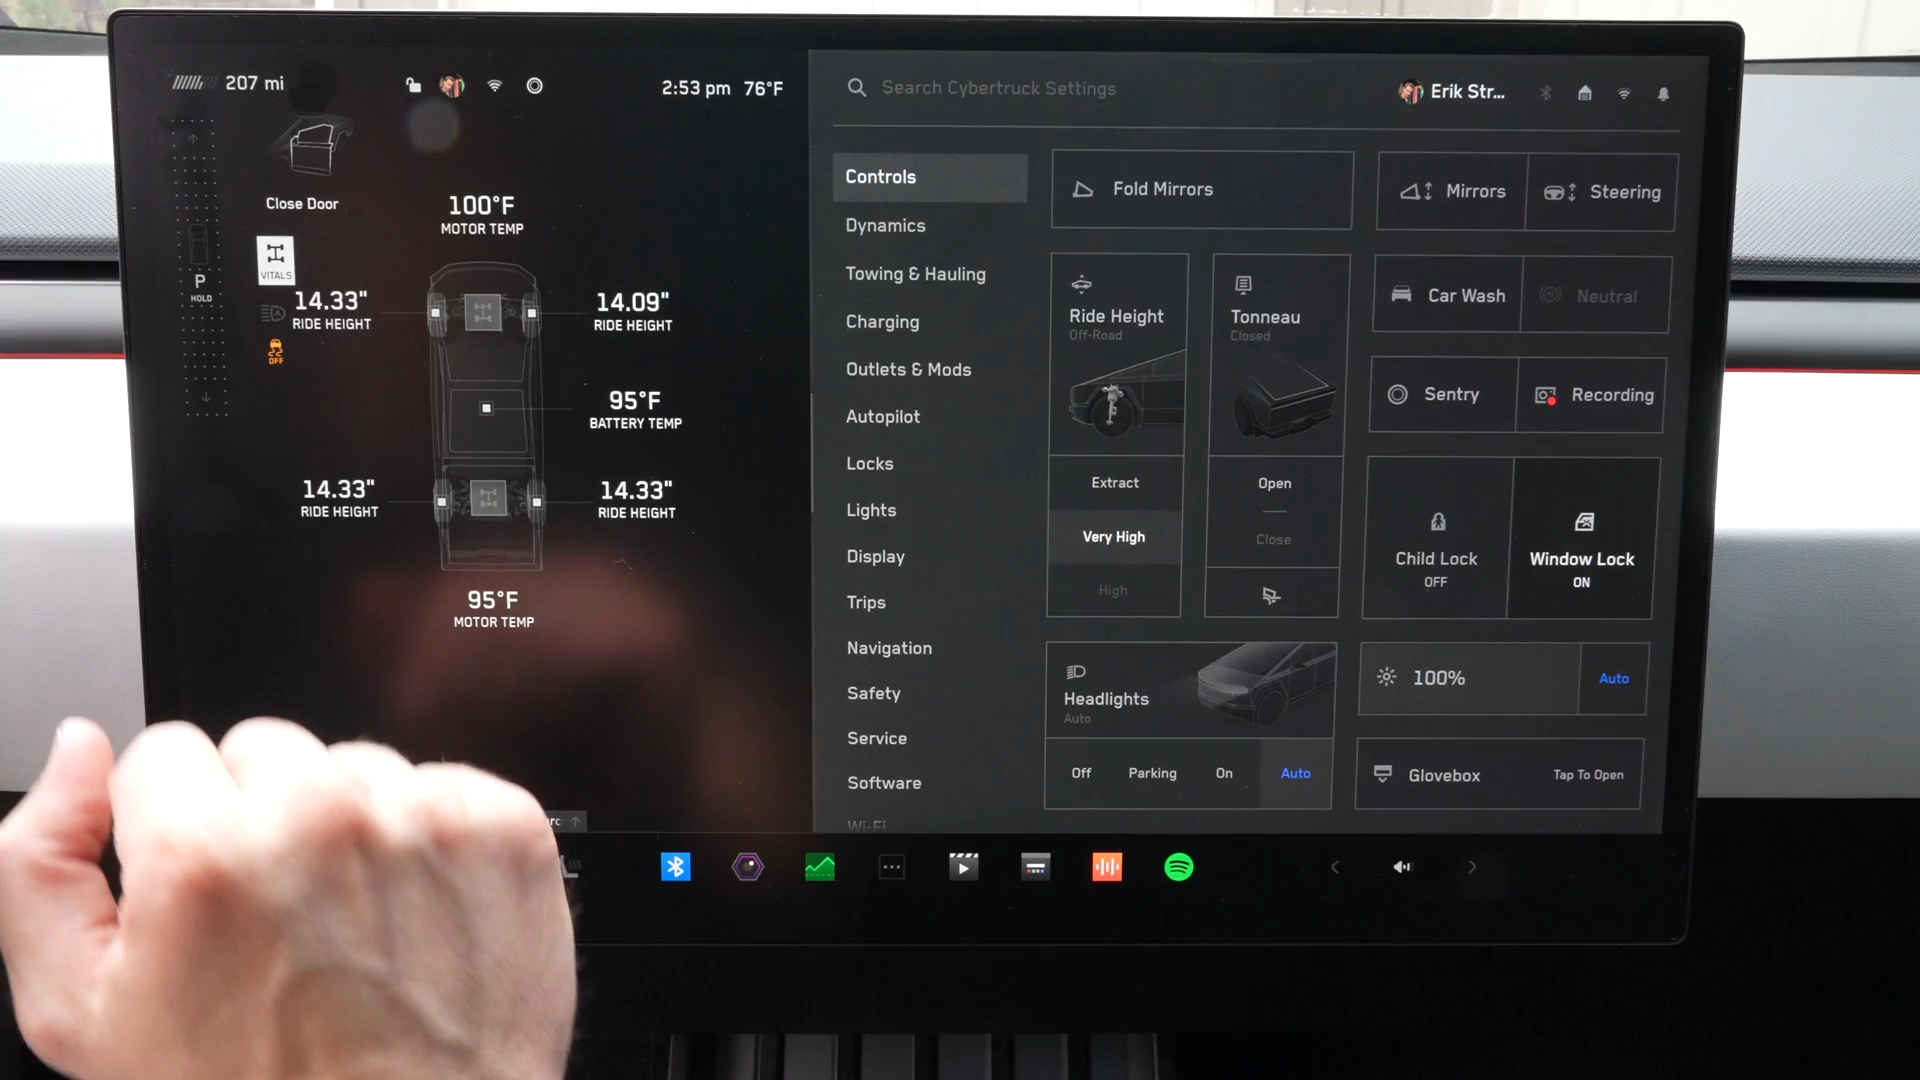 207 mi
2:53 pm 76°F
Close Door
100°F
MOTOR TEMP
VITALS
P
HOLD
14.33"
RIDE HEIGHT
14.09"
RIDE HEIGHT
OFF
95°F
BATTERY TEMP
14.33"
RIDE HEIGHT
14.33"
RIDE HEIGHT
95°F
MOTOR TEMP
Search Cybertruck Settings
Erik Str...
Controls
Dynamics
Towing & Hauling
Charging
Outlets & Mods
Autopilot
Locks
Lights
Display
Trips
Navigation
Safety
Service
Software
Wi-Fi
Fold Mirrors
Mirrors
Steering
Ride Height
Off-Road
Extract
Very High
High
Tonneau
Closed
Open
Close
Car Wash
Neutral
Sentry
Recording
Child Lock
OFF
Window Lock
ON
Headlights
Auto
Off Parking On Auto
100%
Auto
Glovebox
Tap To Open